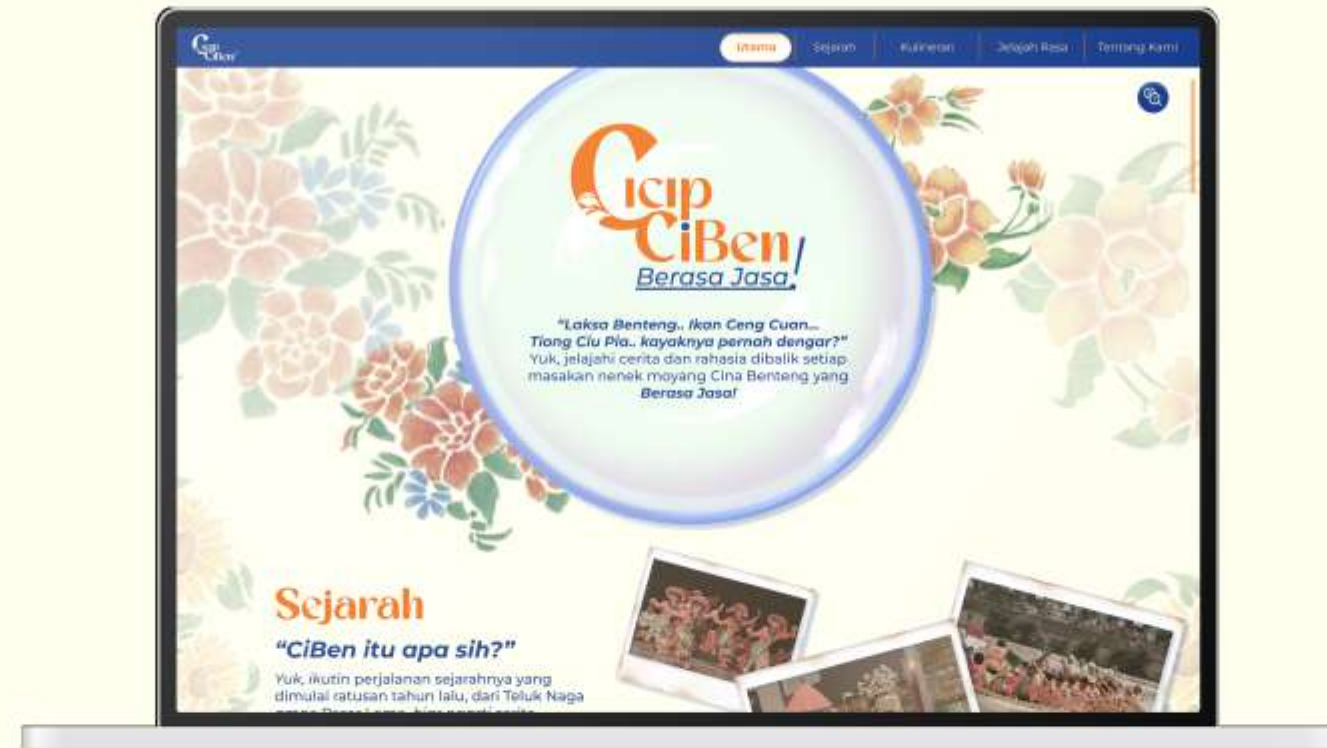 Cicip
CiBen
Utama
Sejarah
Kulineran
Jelajah Rasa
Tentang Kami
Cicip
CiBen!
Berasa Jasa
“Laksa Benteng.. Ikan Ceng Cuan...
Tiong Ciu Pia.. kayaknya pernah dengar?”
Yuk, jelajahi cerita dan rahasia dibalik setiap
masakan nenek moyang Cina Benteng yang
Berasa Jasa!
Sejarah
“CiBen itu apa sih?”
Yuk, ikutin perjalanan sejarahnya yang
dimulai ratusan tahun lalu, dari Teluk Naga